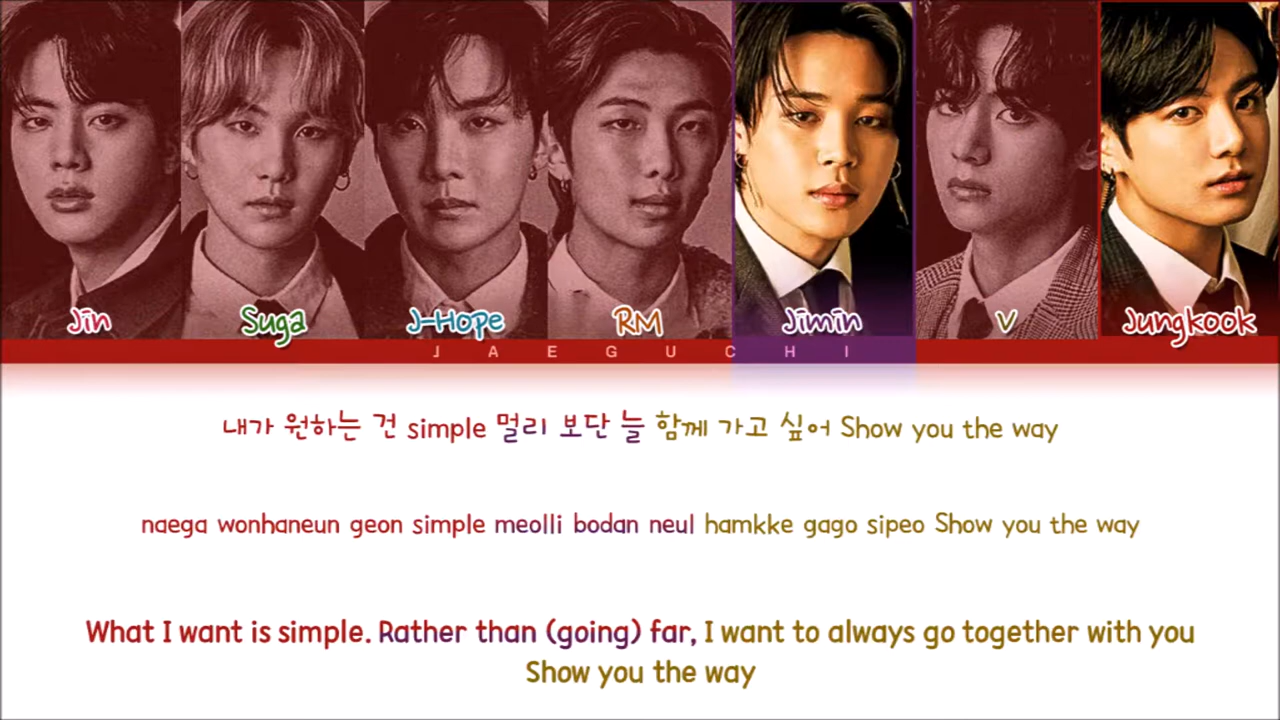 Jin Suga J-Hope RM Jimin V Jungkook
JAEGUCHI
내가 원하는 건 simple 멀리 보단 늘 함께 가고 싶어 Show you the way
naega wonhaneun geon simple meolli bodan neul hamkke gago sipeo Show you the way
What I want is simple. Rather than (going) far, I want to always go together with you
Show you the way